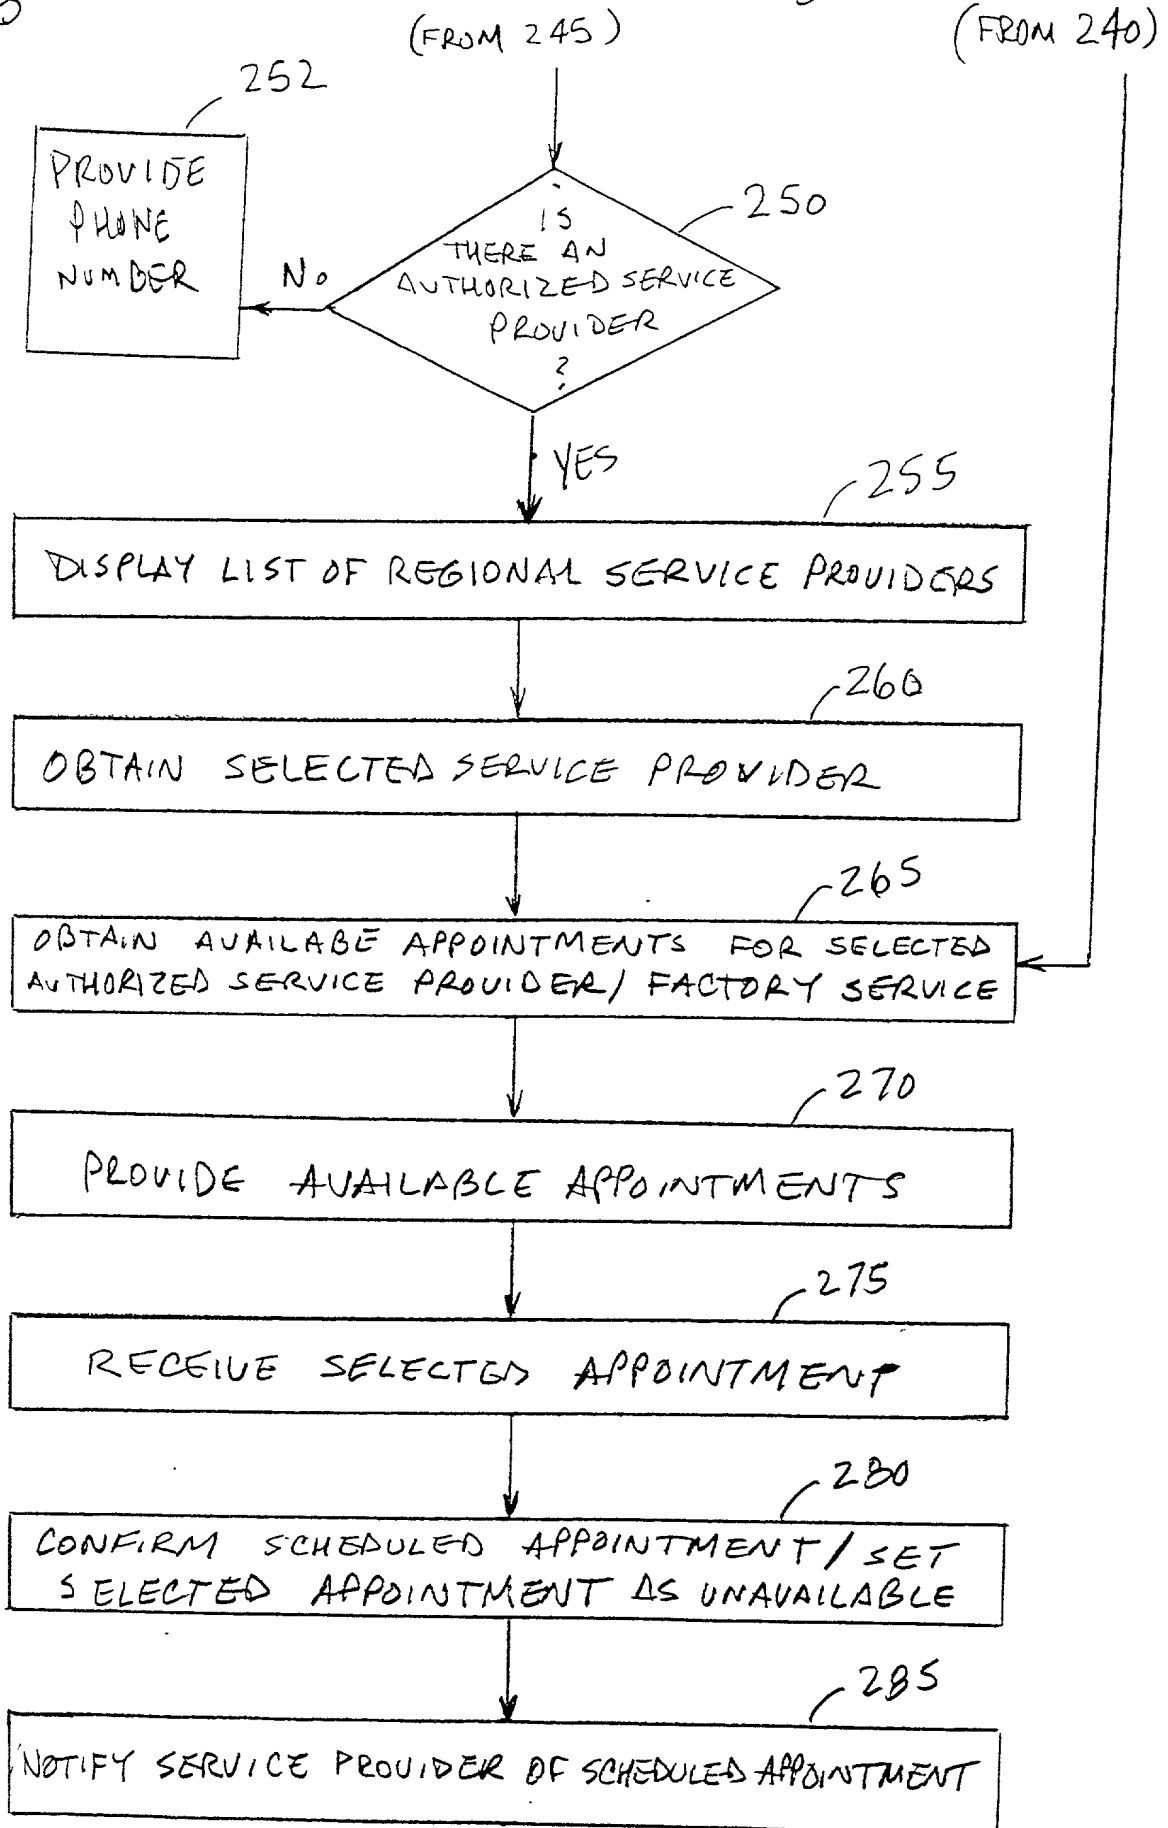 (FROM 245)
(FROM 240)
252
PROVIDE
PHONE
NUMBER
250
IS
THERE AN
AUTHORIZED SERVICE
PROVIDER
?
NO
YES
255
DISPLAY LIST OF REGIONAL SERVICE PROVIDERS
260
OBTAIN SELECTED SERVICE PROVIDER
265
OBTAIN AVAILABE APPOINTMENTS FOR SELECTED
AUTHORIZED SERVICE PROVIDER/ FACTORY SERVICE
270
PROVIDE AVAILABLE APPOINTMENTS
275
RECEIVE SELECTED APPOINTMENT
280
CONFIRM SCHEDULED APPOINTMENT/ SET
SELECTED APPOINTMENT AS UNAVAILABLE
285
NOTIFY SERVICE PROVIDER OF SCHEDULED APPOINTMENT